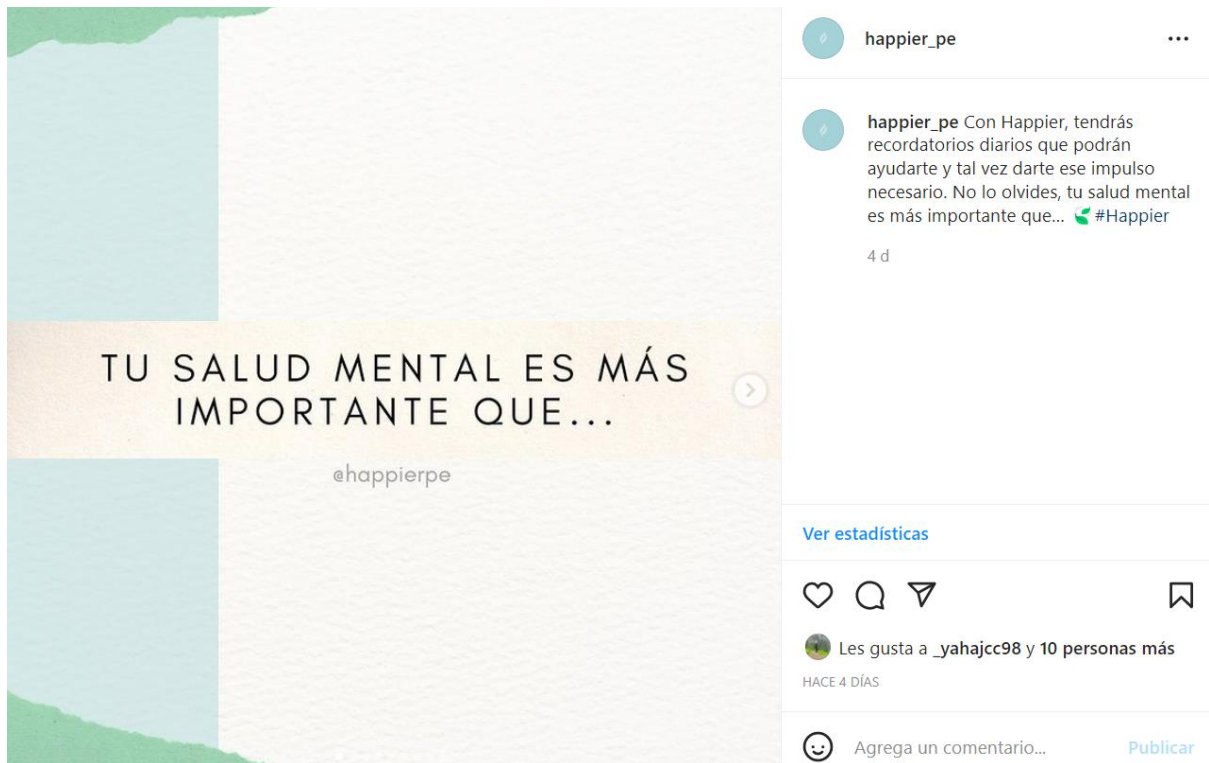 TU SALUD MENTAL ES MÁS
IMPORTANTE QUE...
@happierpe
happier_pe
happier_pe Con Happier, tendrás
recordatorios diarios que podrán
ayudarte y tal vez darte ese impulso
necesario. No lo olvides, tu salud mental
es más importante que... #Happier
4 d
Ver estadísticas
Les gusta a _yahajcc98 y 10 personas más
HACE 4 DÍAS
Agrega un comentario...
Publicar